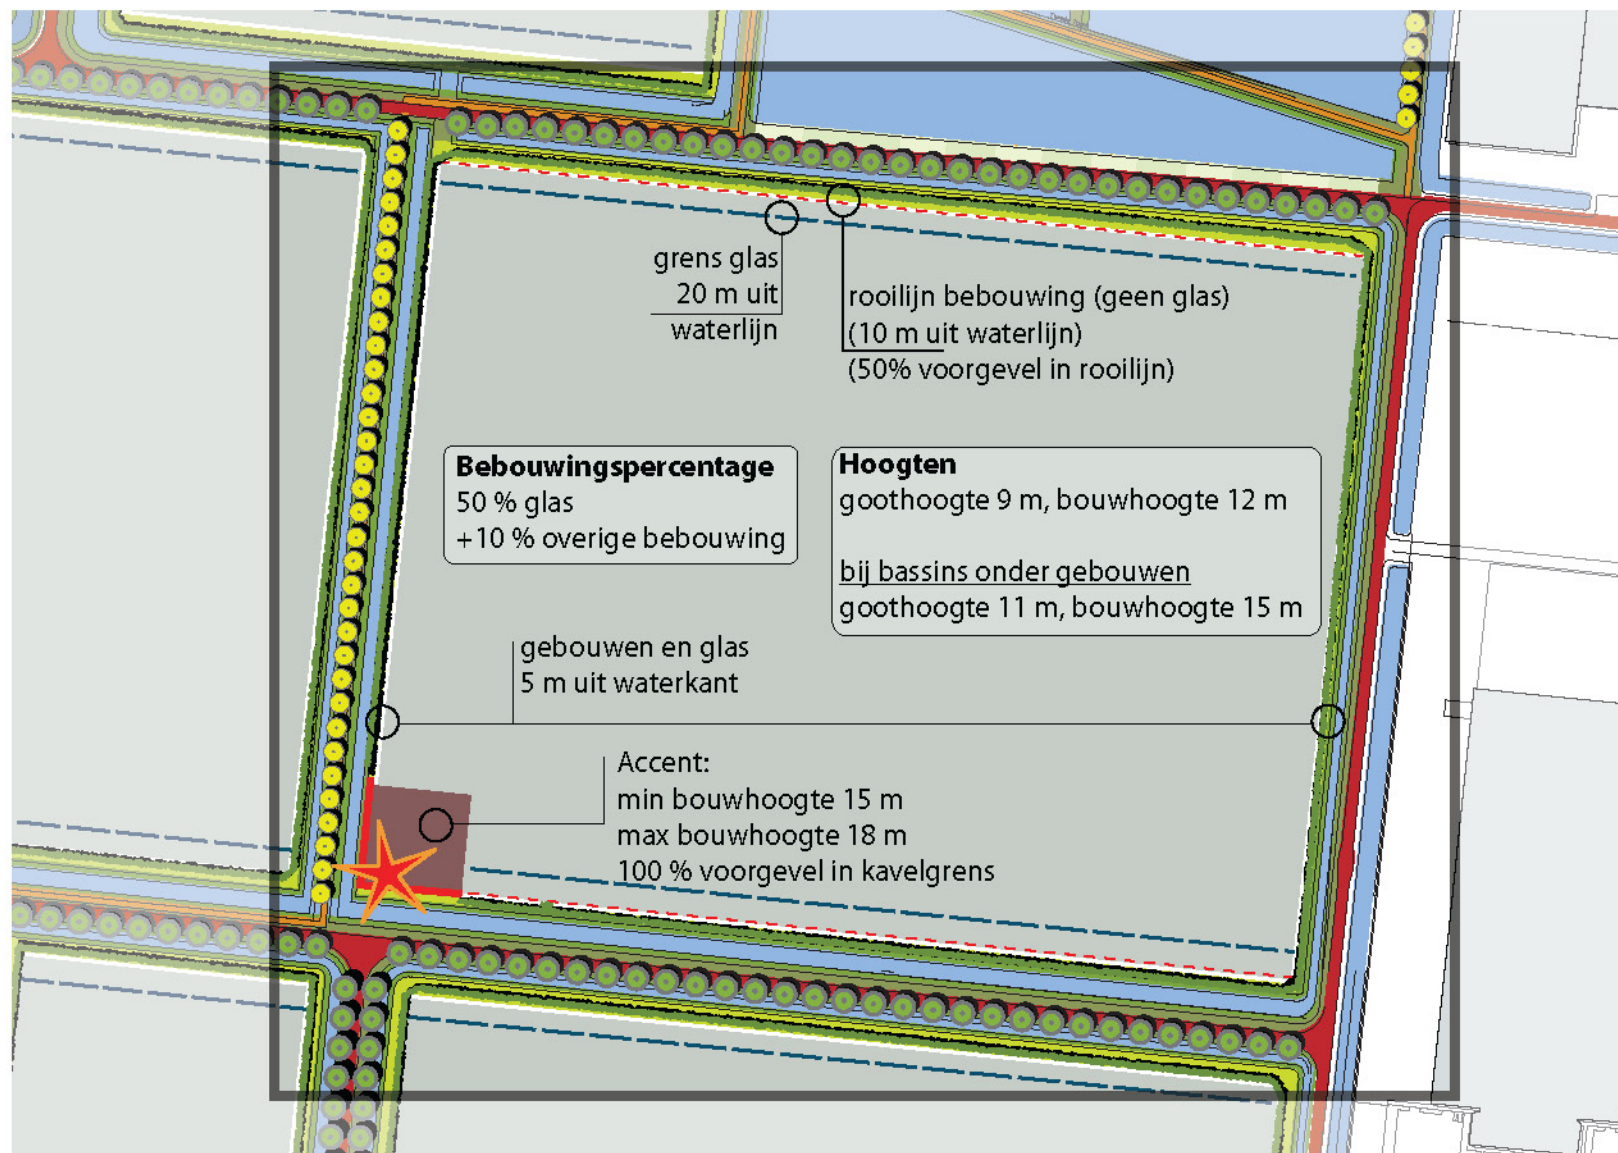 grens glas
20 m uit
waterlijn
rooilijn bebouwing (geen glas)
(10 m uit waterlijn)
(50% voorgevel in rooilijn)
Bebouwingspercentage
50 % glas
+10 % overige bebouwing
Hoogten
goothoogte 9 m, bouwhoogte 12 m
bij bassins onder gebouwen
goothoogte 11 m, bouwhoogte 15 m
gebouwen en glas
5 m uit waterkant
Accent:
min bouwhoogte 15 m
max bouwhoogte 18 m
100 % voorgevel in kavelgrens